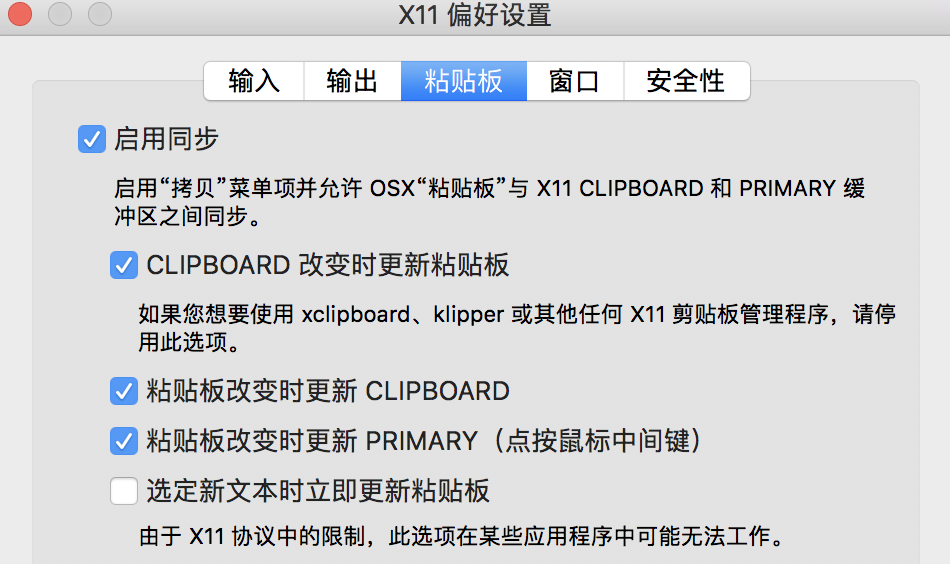 X11 偏好设置
输入 输出 粘贴板 窗口 安全性
启用同步
启用“拷贝”菜单项并允许 OSX“粘贴板”与 X11 CLIPBOARD 和 PRIMARY 缓
冲区之间同步。
CLIPBOARD 改变时更新粘贴板
如果您想要使用 xclipboard、klipper 或其他任何 X11 剪贴板管理程序，请停
用此选项。
粘贴板改变时更新 CLIPBOARD
粘贴板改变时更新 PRIMARY（点按鼠标中间键）
选定新文本时立即更新粘贴板
由于 X11 协议中的限制，此选项在某些应用程序中可能无法工作。